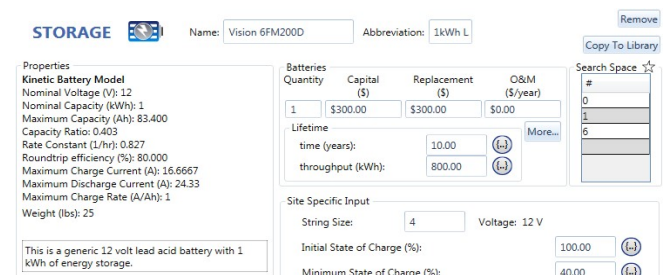 Remove
STORAGE Name: Vision 6FM200D Abbreviation: 1kWh L
Copy To Library
Properties
Kinetic Battery Model
Nominal Voltage (V): 12
Nominal Capacity (kWh): 1
Maximum Capacity (Ah): 83.400
Capacity Ratio: 0.403
Rate Constant (1/hr): 0.827
Roundtrip efficiency (%): 80.000
Maximum Charge Current (A): 16.6667
Maximum Discharge Current (A): 24.33
Maximum Charge Rate (A/Ah): 1
Weight (lbs): 25
This is a generic 12 volt lead acid battery with 1
kWh of energy storage.
Batteries
Quantity Capital Replacement O&M
($) ($) ($/year)
1 $300.00 $300.00 $0.00
Lifetime More...
time (years): 10.00 {..}
throughput (kWh): 800.00 {..}
Search Space
#
0
1
6
Site Specific Input
String Size: 4 Voltage: 12 V
Initial State of Charge (%): 100.00 {..}
Minimum State of Charge (%): 40.00 {..}